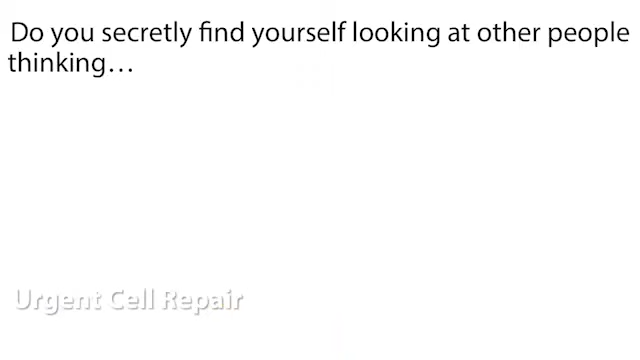 Do you secretly find yourself looking at other people
thinking…
Urgent Cell Repair